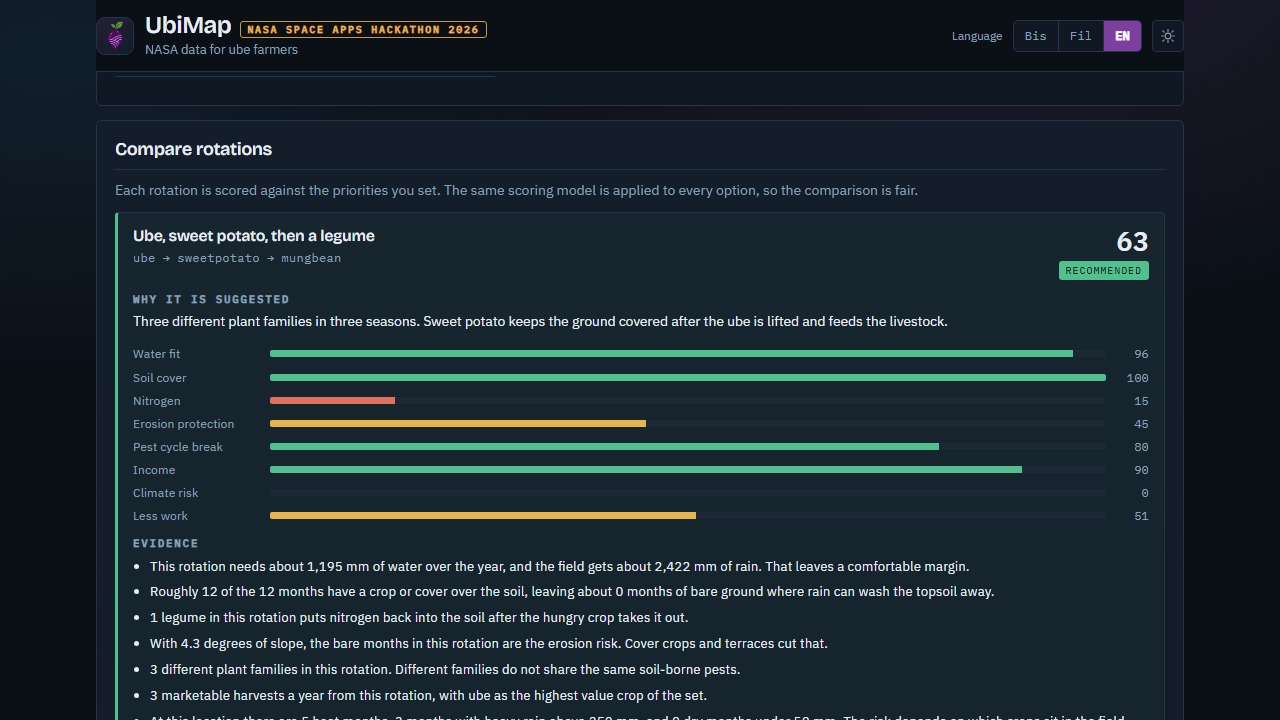 UbiMap
NASA SPACE APPS HACKATHON 2026
NASA data for ube farmers
Language
Bis
Fil
EN
Compare rotations
Each rotation is scored against the priorities you set. The same scoring model is applied to every option, so the comparison is fair.
Ube, sweet potato, then a legume
63
ube → sweetpotato → mungbean
RECOMMENDED
WHY IT IS SUGGESTED
Three different plant families in three seasons. Sweet potato keeps the ground covered after the ube is lifted and feeds the livestock.
Water fit 96
Soil cover 100
Nitrogen 15
Erosion protection 45
Pest cycle break 80
Income 90
Climate risk 0
Less work 51
EVIDENCE
• This rotation needs about 1,195 mm of water over the year, and the field gets about 2,422 mm of rain. That leaves a comfortable margin.
• Roughly 12 of the 12 months have a crop or cover over the soil, leaving about 0 months of bare ground where rain can wash the topsoil away.
• 1 legume in this rotation puts nitrogen back into the soil after the hungry crop takes it out.
• With 4.3 degrees of slope, the bare months in this rotation are the erosion risk. Cover crops and terraces cut that.
• 3 different plant families in this rotation. Different families do not share the same soil-borne pests.
• 3 marketable harvests a year from this rotation, with ube as the highest value crop of the set.